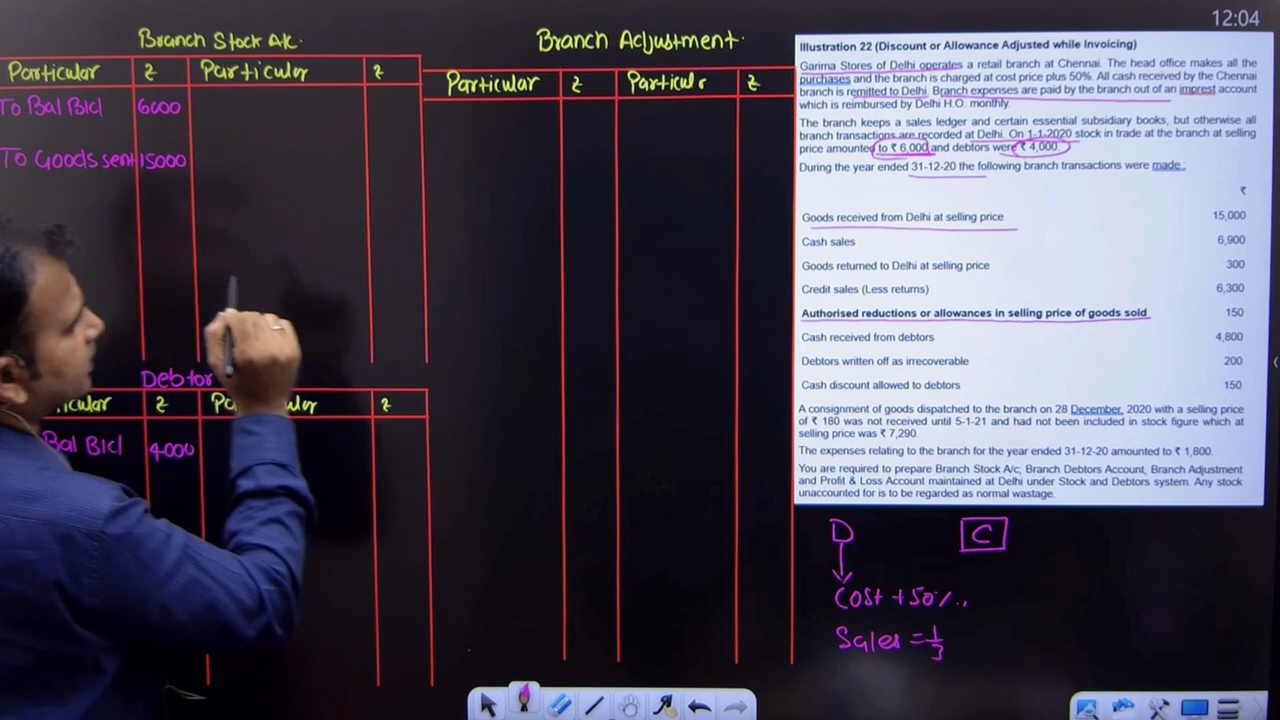 12:04
Branch Stock A/c.
Particular ₹ Particular ₹
To Bal B/d 6000
To Goods sent 15000
Debtor
₹
₹
Bal B/d 4000
Branch Adjustment.
Particular ₹ Particular ₹
Illustration 22 (Discount or Allowance Adjusted while Invoicing)
Garima Stores of Delhi operates a retail branch at Chennai. The head office makes all the
purchases and the branch is charged at cost price plus 50%. All cash received by the Chennai
branch is remitted to Delhi. Branch expenses are paid by the branch out of an imprest account
which is reimbursed by Delhi H.O. monthly.
The branch keeps a sales ledger and certain essential subsidiary books, but otherwise all
branch transactions are recorded at Delhi. On 1-1-2020 stock in trade at the branch at selling
price amounted to ₹ 6,000 and debtors were ₹ 4,000.
During the year ended 31-12-20 the following branch transactions were made :
₹
Goods received from Delhi at selling price 15,000
Cash sales 6,900
Goods returned to Delhi at selling price 300
Credit sales (Less returns) 6,300
Authorised reductions or allowances in selling price of goods sold 150
Cash received from debtors 4,800
Debtors written off as irrecoverable 200
Cash discount allowed to debtors 150
A consignment of goods dispatched to the branch on 28 December, 2020 with a selling price
of ₹ 180 was not received until 5-1-21 and had not been included in stock figure which at
selling price was ₹ 7,290.
The expenses relating to the branch for the year ended 31-12-20 amounted to ₹ 1,800.
You are required to prepare Branch Stock A/c, Branch Debtors Account, Branch Adjustment
and Profit & Loss Account maintained at Delhi under Stock and Debtors system. Any stock
unaccounted for is to be regarded as normal wastage.
D C
Cost + 50%.
Sales = 1/3